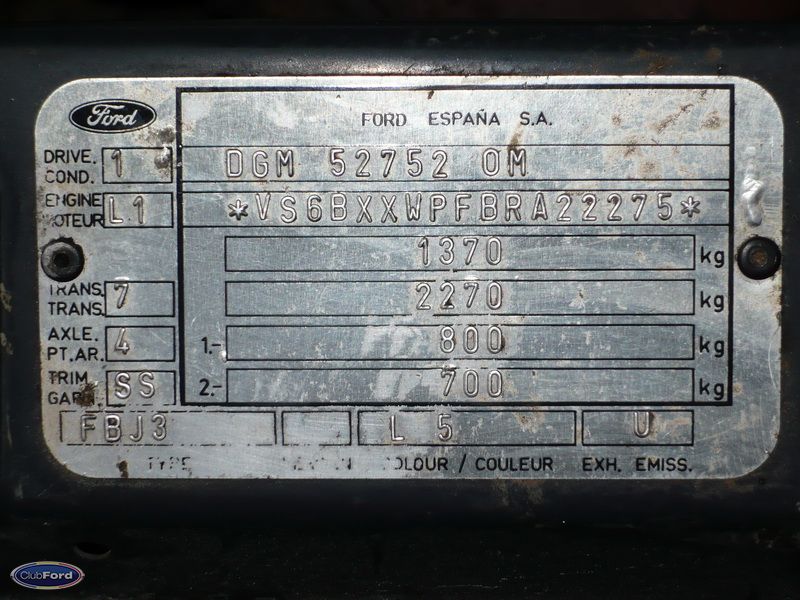 Ford
FORD ESPAÑA S.A.
DRIVE. COND. 1
DGM 52752 0M
ENGINE MOTEUR L1
*VS6BXXWPFBRA22275*
1370 kg
TRANS. TRANS. 7
2270 kg
AXLE. PT.AR. 4
1.- 800 kg
TRIM SS
2.- 700 kg
FBJ3 L 5 U
TYPE COLOUR / COULEUR EXH. EMISS.
ClubFord